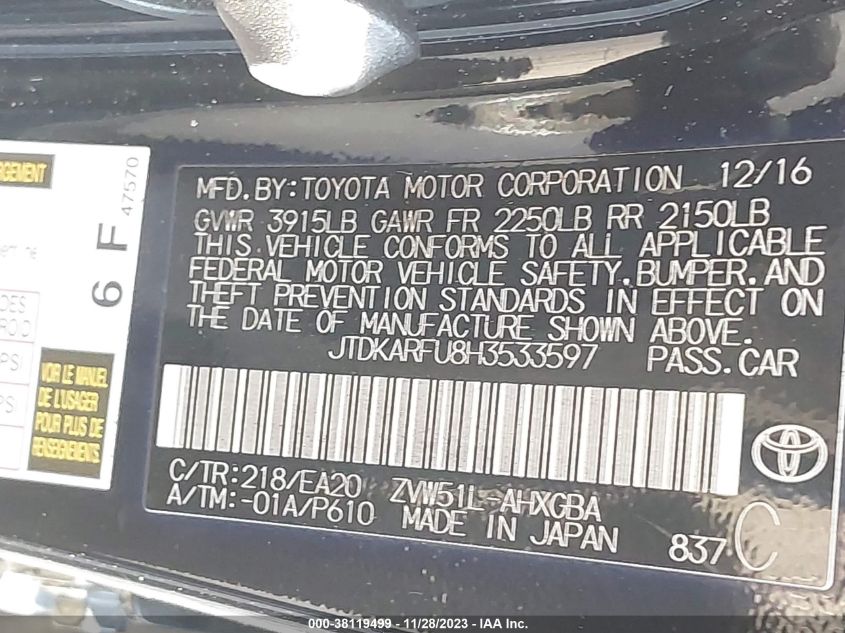 RGEMENT
6 F 47570
VOIR LE MANUEL
DE L'USAGER
POUR PLUS DE
RENSEIGNEMENTS.
MFD. BY: TOYOTA MOTOR CORPORATION 12/16
GVWR 3915LB GAWR FR 2250LB RR 2150LB
THIS VEHICLE CONFORMS TO ALL APPLICABLE
FEDERAL MOTOR VEHICLE SAFETY, BUMPER, AND
THEFT PREVENTION STANDARDS IN EFFECT ON
THE DATE OF MANUFACTURE SHOWN ABOVE.
JTDKARFU8H3533597 PASS. CAR
C/TR: 218/EA20 ZVW51L-AHXGBA
A/TM: -01A/P610 MADE IN JAPAN
837 C
000-38119499 - 11/28/2023 - IAA Inc.